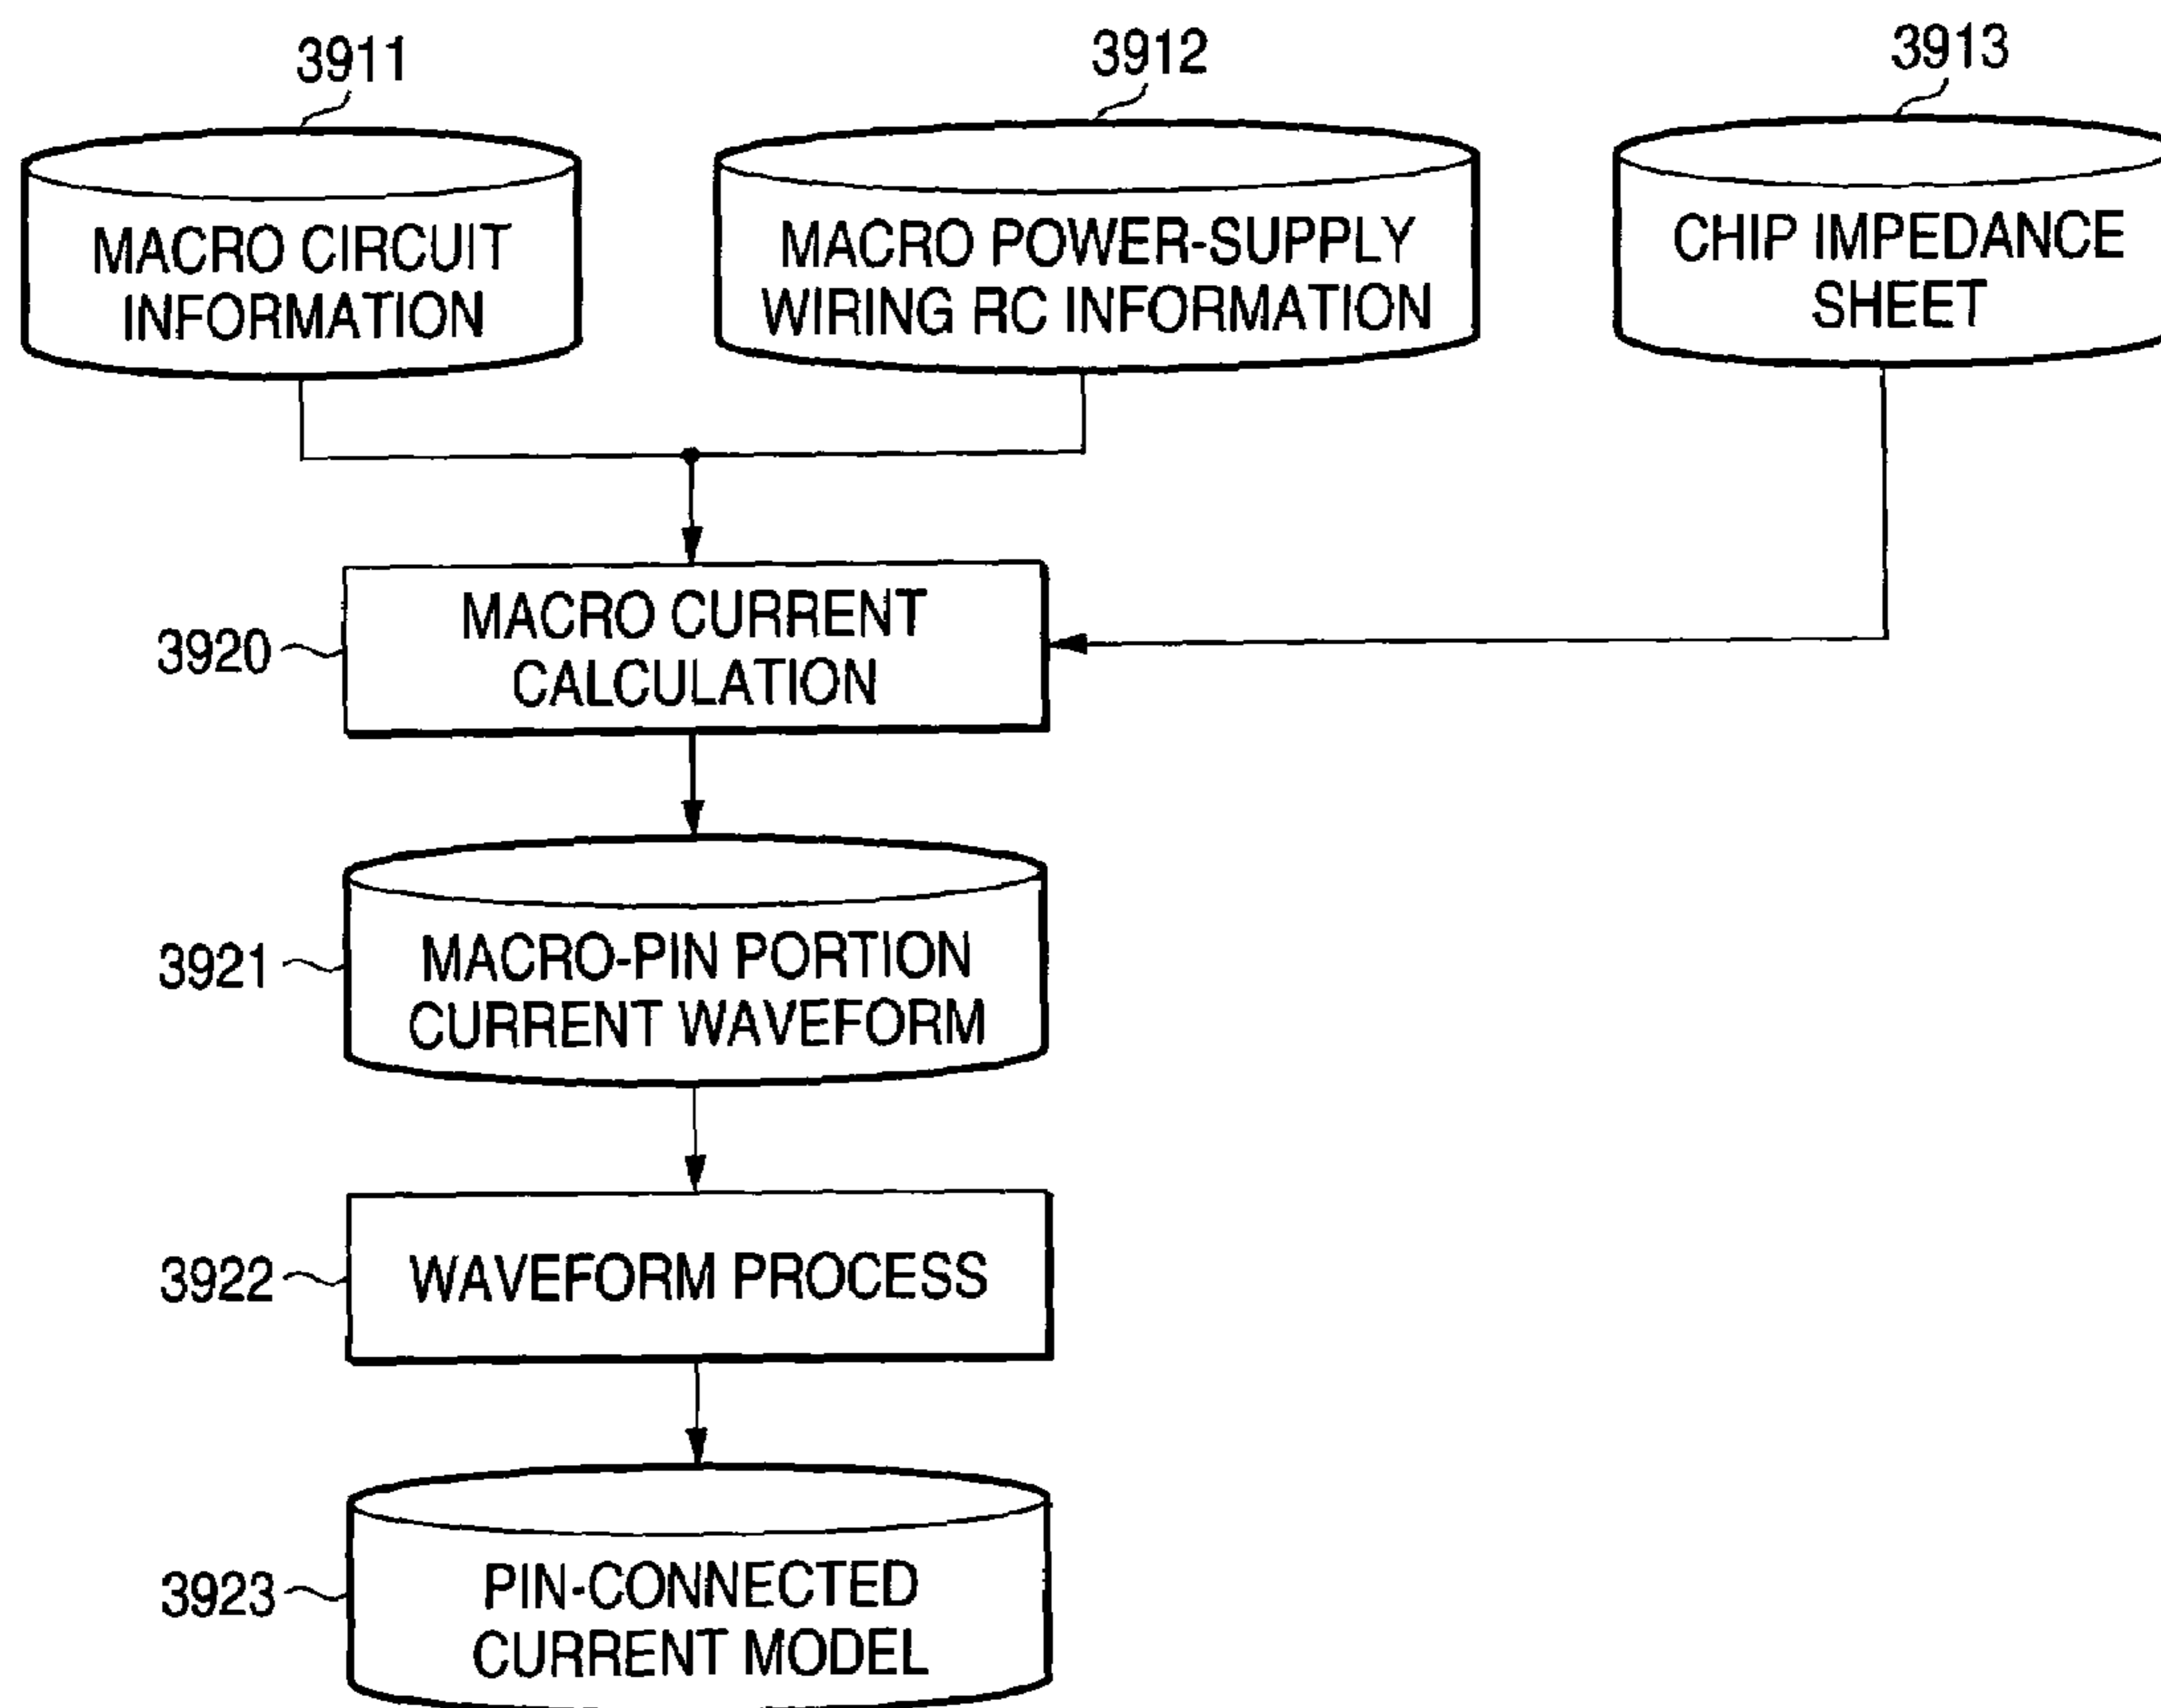 3911
3912
3913
MACRO CIRCUIT
INFORMATION
MACRO POWER-SUPPLY
WIRING RC INFORMATION
CHIP IMPEDANCE
SHEET
3920
MACRO CURRENT
CALCULATION
3921
MACRO-PIN PORTION
CURRENT WAVEFORM
3922
WAVEFORM PROCESS
3923
PIN-CONNECTED
CURRENT MODEL